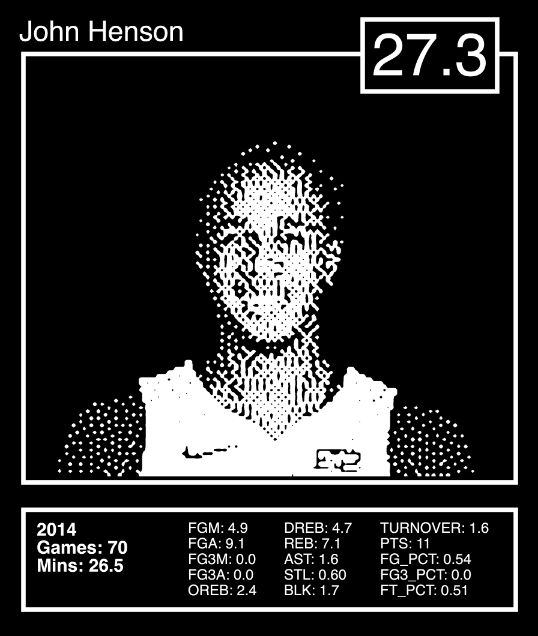 John Henson
27.3
2014
Games: 70
Mins: 26.5
FGM: 4.9
FGA: 9.1
FG3M: 0.0
FG3A: 0.0
OREB: 2.4
DREB: 4.7
REB: 7.1
AST: 1.6
STL: 0.60
BLK: 1.7
TURNOVER: 1.6
PTS: 11
FG_PCT: 0.54
FG3_PCT: 0.0
FT_PCT: 0.51